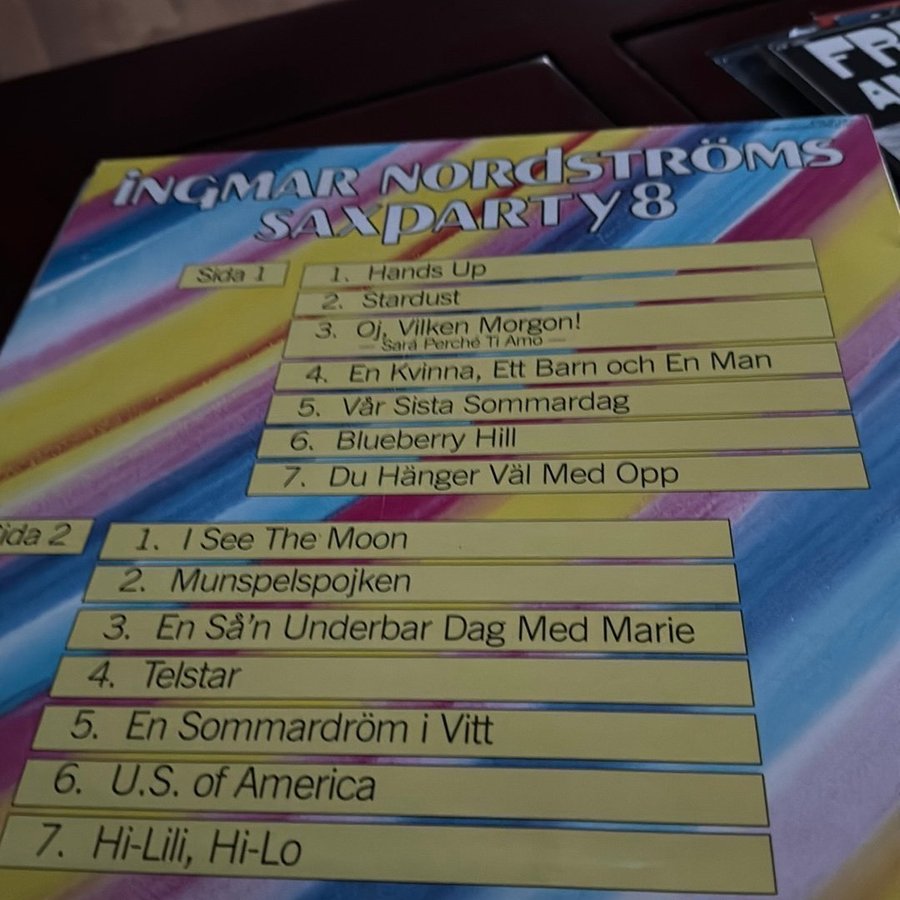 FR
A
iNGMAR NORdSTRÖMS
SAXPARTY 8
Sida 1
1. Hands Up
2. Stardust
3. Oj, Vilken Morgon!
— Sará Perché Ti Amo —
4. En Kvinna, Ett Barn och En Man
5. Vår Sista Sommardag
6. Blueberry Hill
7. Du Hänger Väl Med Opp
ida 2
1. I See The Moon
2. Munspelspojken
3. En Så'n Underbar Dag Med Marie
4. Telstar
5. En Sommardröm i Vitt
6. U.S. of America
7. Hi-Lili, Hi-Lo